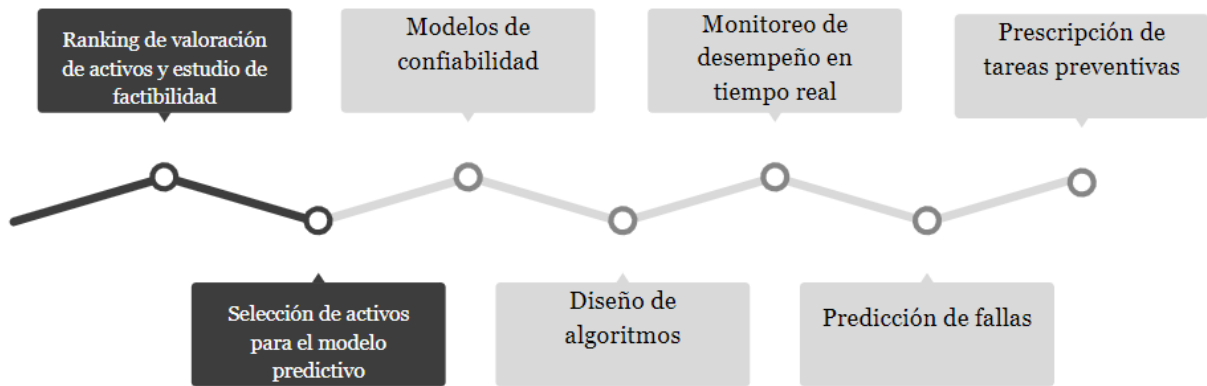 Ranking de valoración
de activos y estudio de
factibilidad
Selección de activos
para el modelo
predictivo
Modelos de
confiabilidad
Diseño de
algoritmos
Monitoreo de
desempeño en
tiempo real
Predicción de fallas
Prescripción de
tareas preventivas